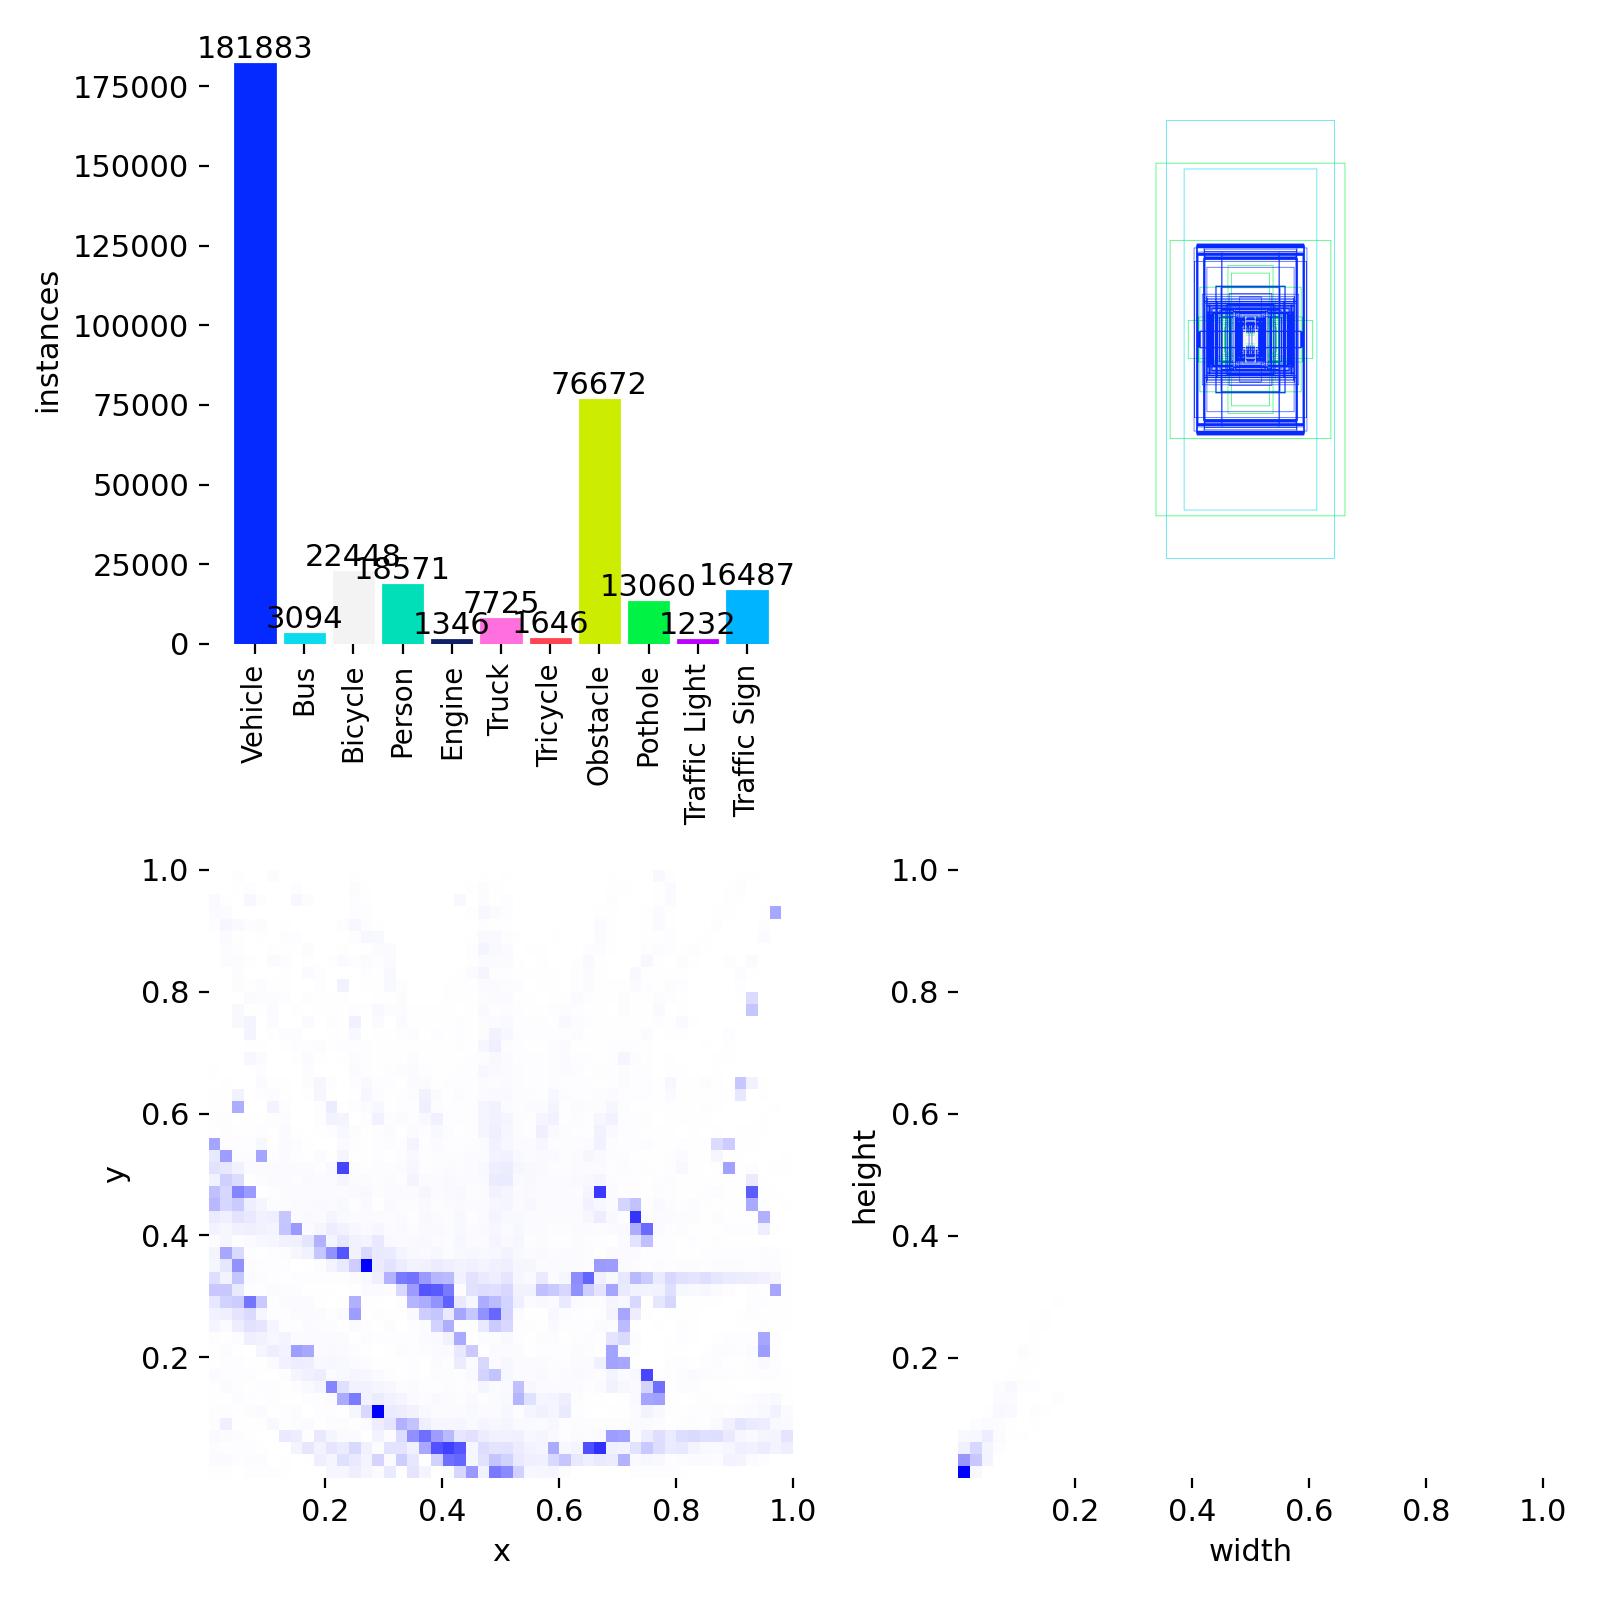 181883
175000
150000
125000
100000
75000
50000
25000
0
instances
3094
22448
18571
1346
7725
1646
76672
13060
1232
16487
Vehicle
Bus
Bicycle
Person
Engine
Truck
Tricycle
Obstacle
Pothole
Traffic Light
Traffic Sign
1.0
0.8
0.6
0.4
0.2
y
0.2 0.4 0.6 0.8 1.0
x
1.0
0.8
0.6
0.4
0.2
height
0.2 0.4 0.6 0.8 1.0
width